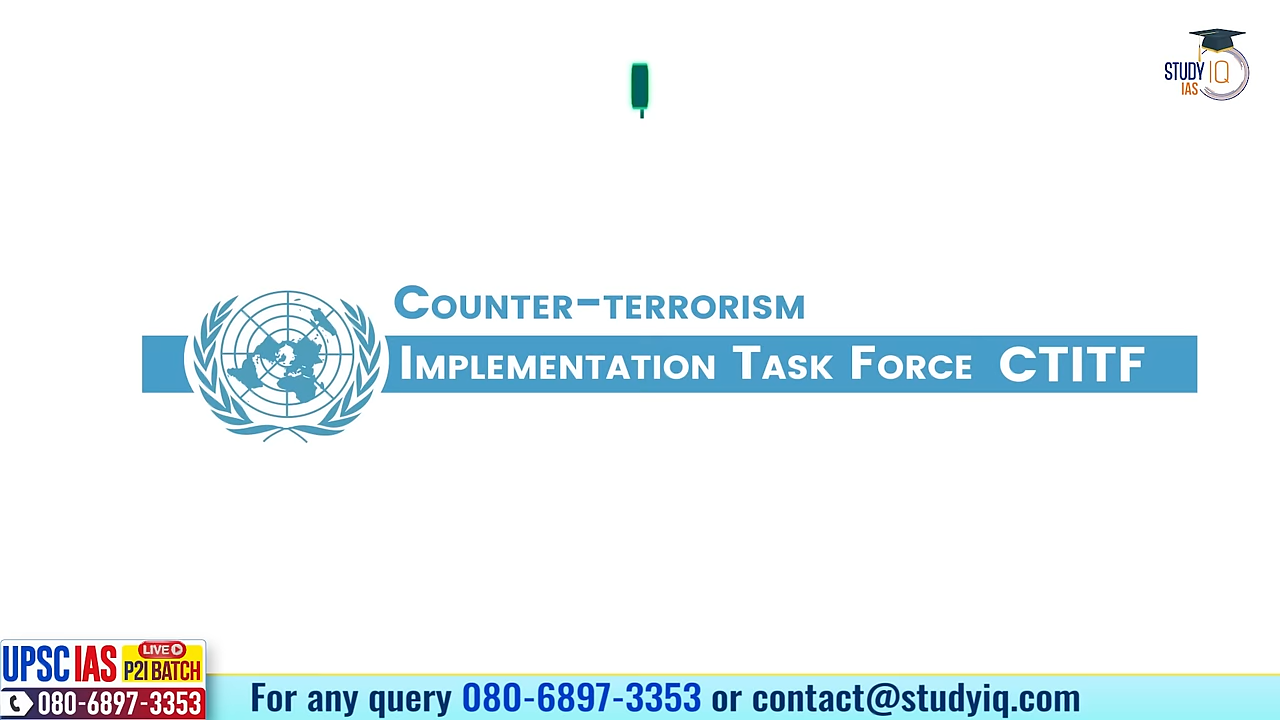 STUDY IQ
IAS
COUNTER-TERRORISM
IMPLEMENTATION TASK FORCE CTITF
UPSC IAS LIVE P2I BATCH
080-6897-3353
For any query 080-6897-3353 or contact@studyiq.com